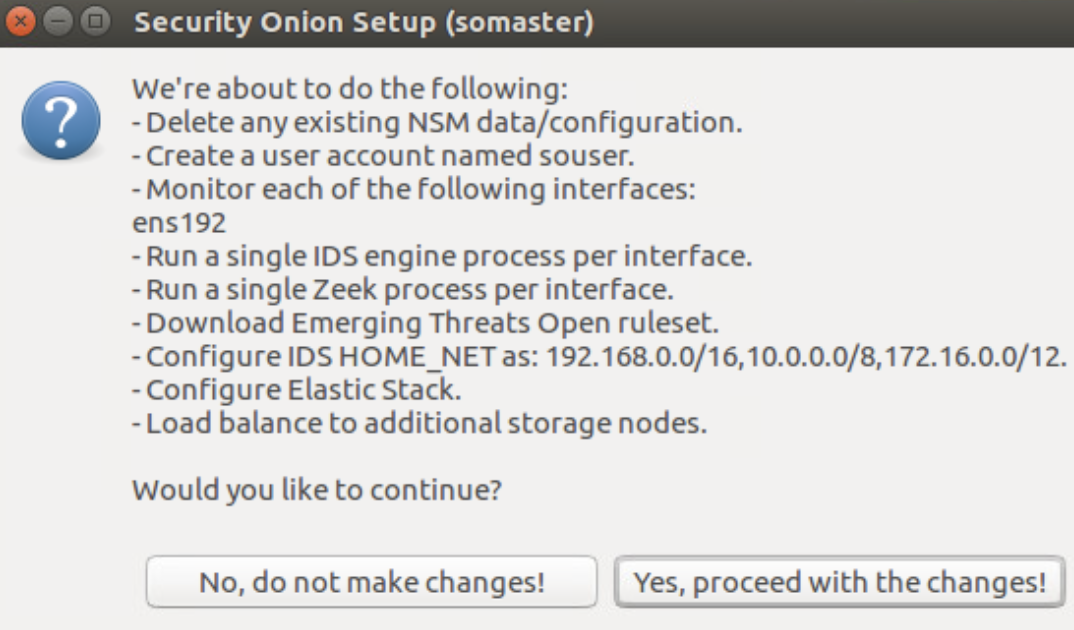 Security Onion Setup (somaster)
We're about to do the following:
- Delete any existing NSM data/configuration.
- Create a user account named souser.
- Monitor each of the following interfaces:
ens192
- Run a single IDS engine process per interface.
- Run a single Zeek process per interface.
- Download Emerging Threats Open ruleset.
- Configure IDS HOME_NET as: 192.168.0.0/16,10.0.0.0/8,172.16.0.0/12.
- Configure Elastic Stack.
- Load balance to additional storage nodes.
Would you like to continue?
No, do not make changes!
Yes, proceed with the changes!